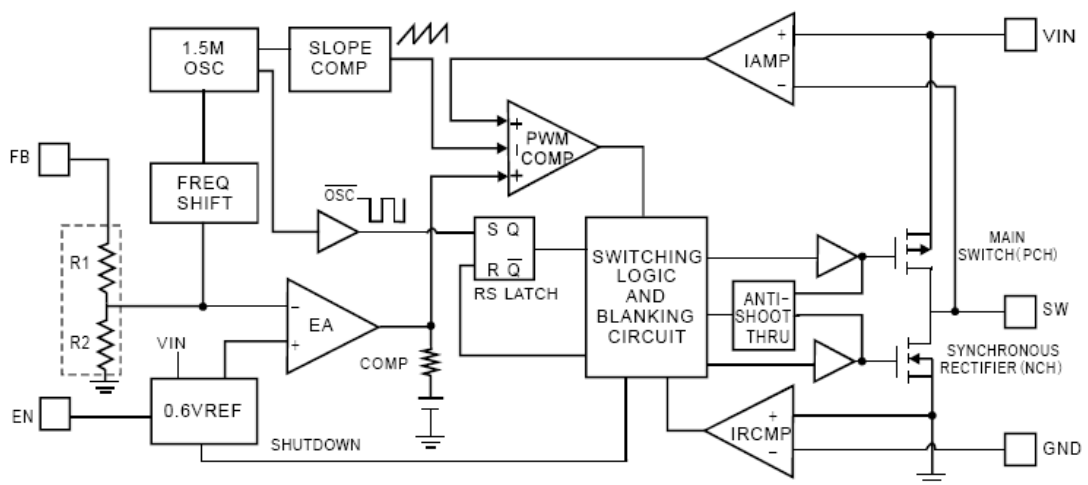 1.5M
OSC
SLOPE
COMP
+
IAMP
−
VIN
FB
FREQ
SHIFT
+
−
+
PWM
COMP
OSC
S Q
R Q
RS LATCH
SWITCHING
LOGIC
AND
BLANKING
CIRCUIT
ANTI-
SHOOT
THRU
MAIN
SWITCH(PCH)
SW
SYNCHRONOUS
RECTIFIER(NCH)
R1
R2
−
EA
+
COMP
VIN
EN
0.6VREF
SHUTDOWN
+
IRCMP
−
GND